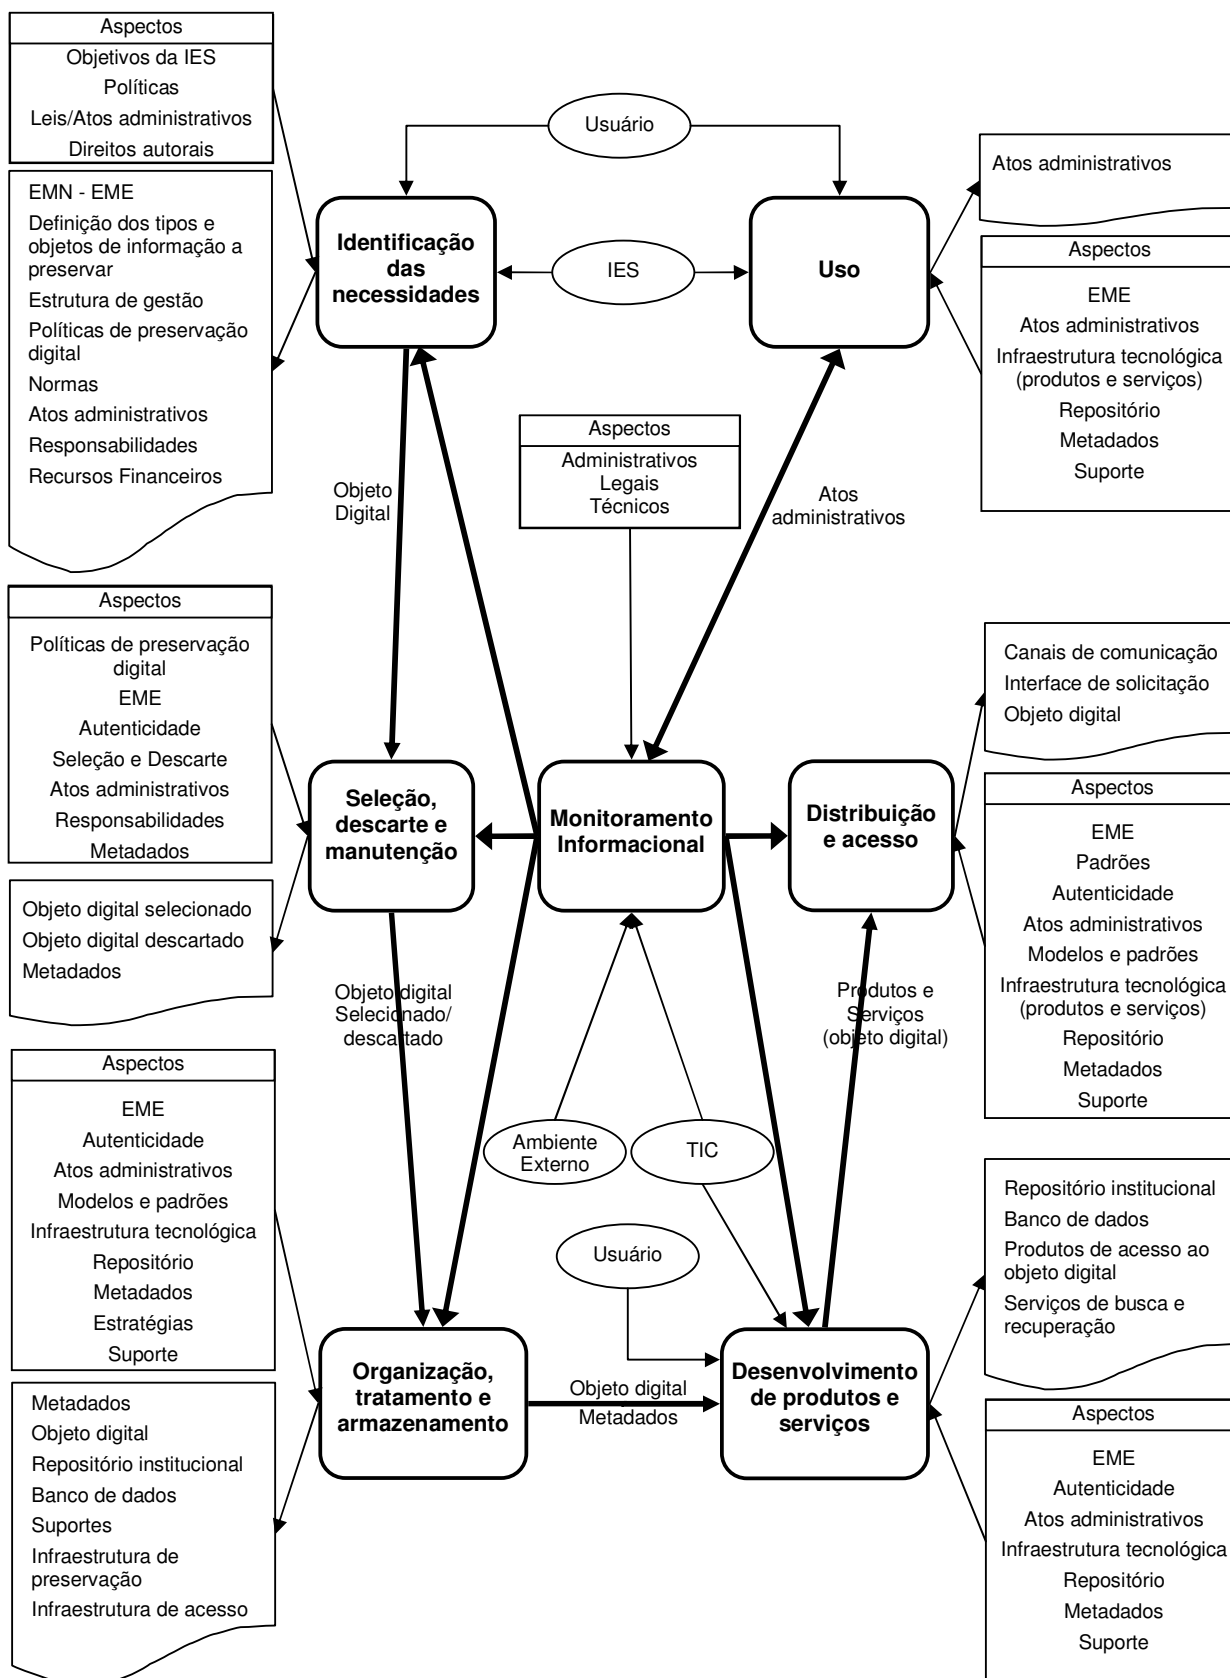 Aspectos
Objetivos da IES
Políticas
Leis/Atos administrativos
Direitos autorais
EMN - EME
Definição dos tipos e
objetos de informação a
preservar
Estrutura de gestão
Políticas de preservação
digital
Normas
Atos administrativos
Responsabilidades
Recursos Financeiros
Usuário
IES
Identificação
das
necessidades
Uso
Atos administrativos
Aspectos
EME
Atos administrativos
Infraestrutura tecnológica
(produtos e serviços)
Repositório
Metadados
Suporte
Objeto
Digital
Aspectos
Administrativos
Legais
Técnicos
Atos
administrativos
Aspectos
Políticas de preservação
digital
EME
Autenticidade
Seleção e Descarte
Atos administrativos
Responsabilidades
Metadados
Objeto digital selecionado
Objeto digital descartado
Metadados
Seleção,
descarte e
manutenção
Monitoramento
Informacional
Distribuição
e acesso
Canais de comunicação
Interface de solicitação
Objeto digital
Aspectos
EME
Padrões
Autenticidade
Atos administrativos
Modelos e padrões
Infraestrutura tecnológica
(produtos e serviços)
Repositório
Metadados
Suporte
Objeto digital
Selecionado/
descartado
Produtos e
Serviços
(objeto digital)
Ambiente
Externo
TIC
Usuário
Aspectos
EME
Autenticidade
Atos administrativos
Modelos e padrões
Infraestrutura tecnológica
Repositório
Metadados
Estratégias
Suporte
Metadados
Objeto digital
Repositório institucional
Banco de dados
Suportes
Infraestrutura de
preservação
Infraestrutura de acesso
Organização,
tratamento e
armazenamento
Objeto digital
Metadados
Desenvolvimento
de produtos e
serviços
Repositório institucional
Banco de dados
Produtos de acesso ao
objeto digital
Serviços de busca e
recuperação
Aspectos
EME
Autenticidade
Atos administrativos
Infraestrutura tecnológica
Repositório
Metadados
Suporte